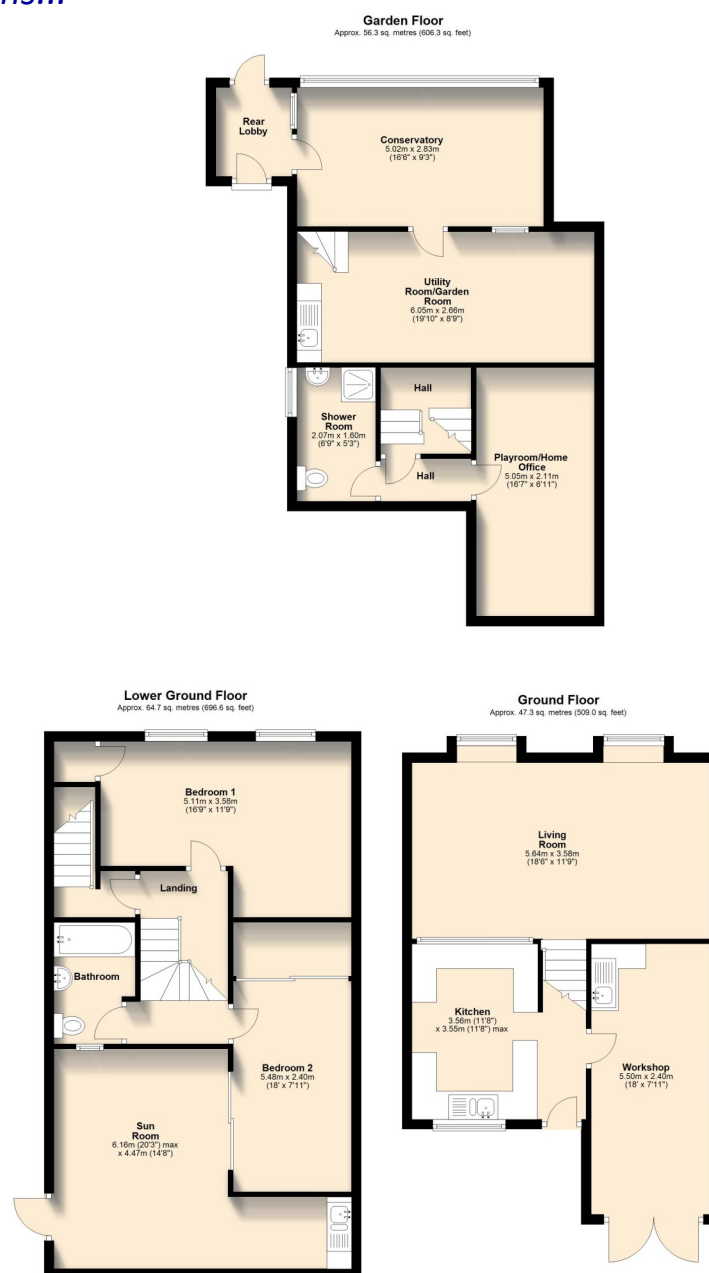 Garden Floor
Approx. 56.3 sq. metres (606.3 sq. feet)
Rear
Lobby
Conservatory
5.02m x 2.83m
(16'6" x 9'3")
Utility
Room/Garden
Room
6.05m x 2.66m
(19'10" x 8'9")
Hall
Shower
Room
2.07m x 1.60m
(6'9" x 5'3")
Playroom/Home
Office
5.05m x 2.11m
(16'7" x 6'11")
Hall
Lower Ground Floor
Approx. 64.7 sq. metres (696.6 sq. feet)
Bedroom 1
5.11m x 3.58m
(16'9" x 11'9")
Landing
Bathroom
Bedroom 2
5.48m x 2.40m
(18' x 7'11")
Sun
Room
6.16m (20'3") max
x 4.47m (14'8")
Ground Floor
Approx. 47.3 sq. metres (509.0 sq. feet)
Living
Room
5.64m x 3.58m
(18'6" x 11'9")
Kitchen
3.56m (11'8")
x 3.55m (11'8") max
Workshop
5.50m x 2.40m
(18' x 7'11")